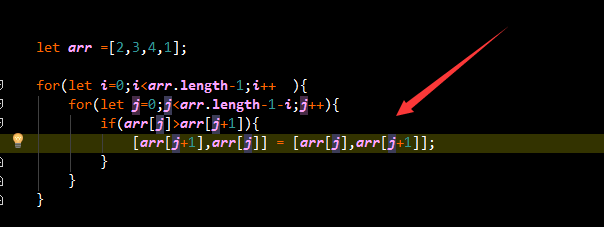 let arr =[2,3,4,1];
for(let i=0;i<arr.length-1;i++  ){
for(let j=0;j<arr.length-1-i;j++){
if(arr[j]>arr[j+1]){
[arr[j+1],arr[j]] = [arr[j],arr[j+1]];
}
}
}